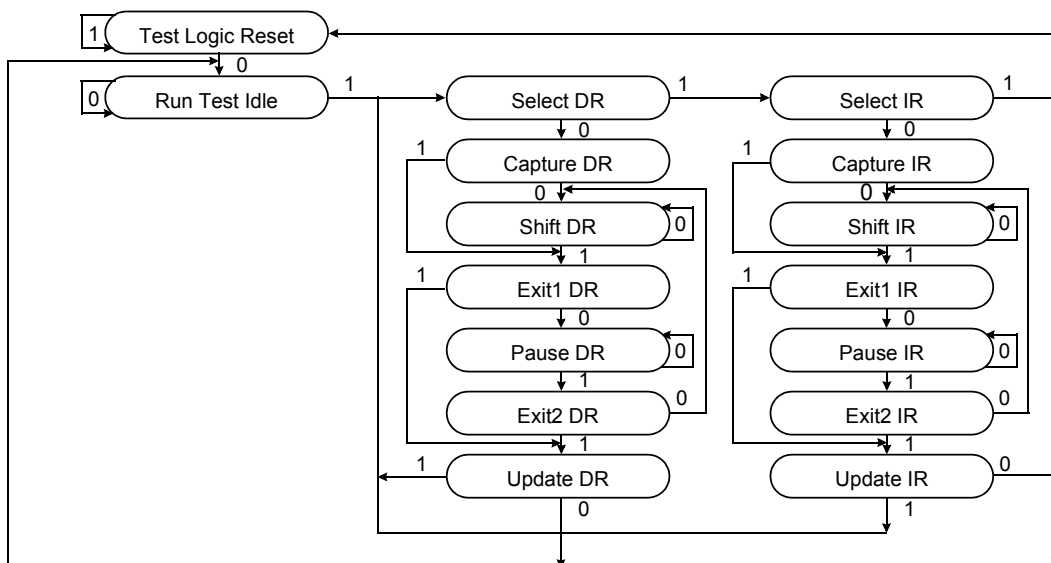 1
Test Logic Reset
0
0
Run Test Idle
1
Select DR
1
Select IR
1
0
0
1
Capture DR
1
Capture IR
0
0
Shift DR
0
Shift IR
0
1
1
1
Exit1 DR
1
Exit1 IR
0
0
Pause DR
0
Pause IR
0
1
1
Exit2 DR
0
Exit2 IR
0
1
1
1
Update DR
Update IR
0
0
1